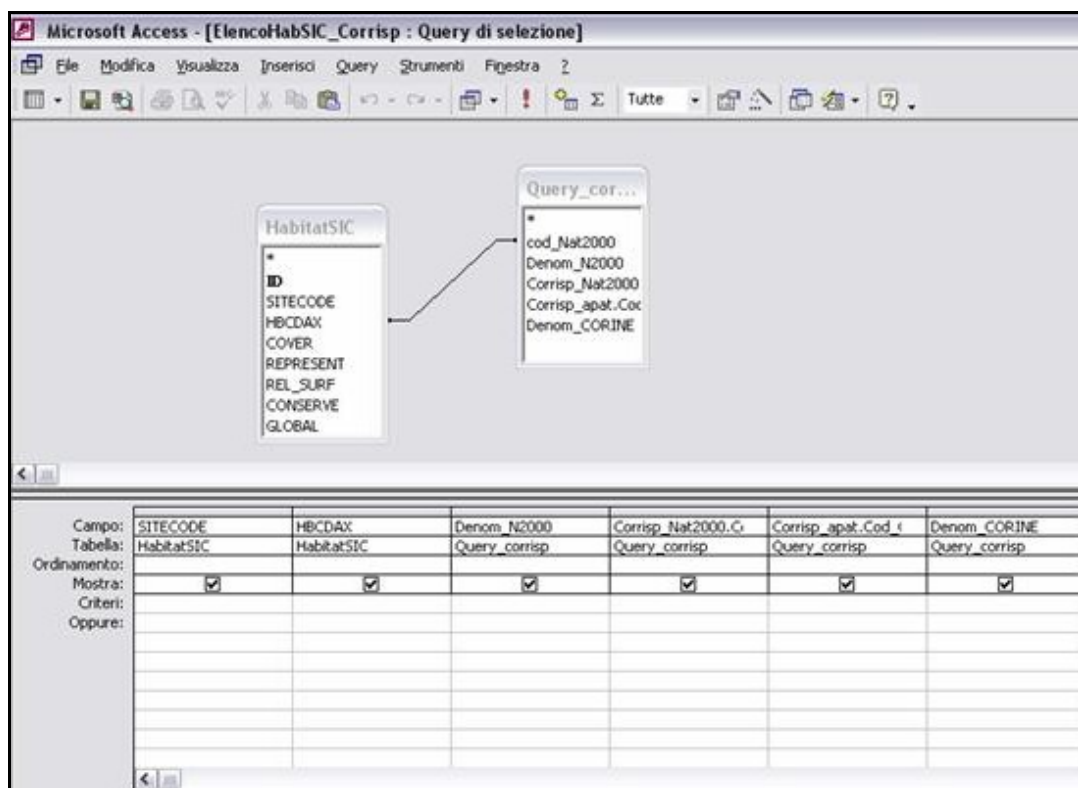 Microsoft Access - [ElencoHabSIC_Corrisp : Query di selezione]
File Modifica Visualizza Inserisci Query Strumenti Finestra ?
Tutte
Query_cor...
*
cod_Nat2000
Denom_N2000
Corrisp_Nat2000
Corrisp_apat.Coc
Denom_CORINE
HabitatSIC
*
ID
SITECODE
HBCDAX
COVER
REPRESENT
REL_SURF
CONSERVE
GLOBAL
Campo: SITECODE HBCDAX Denom_N2000 Corrisp_Nat2000.C Corrisp_apat.Cod_ Denom_CORINE
Tabella: HabitatSIC HabitatSIC Query_corrisp Query_corrisp Query_corrisp Query_corrisp
Ordinamento:
Mostra:
Criteri:
Oppure: